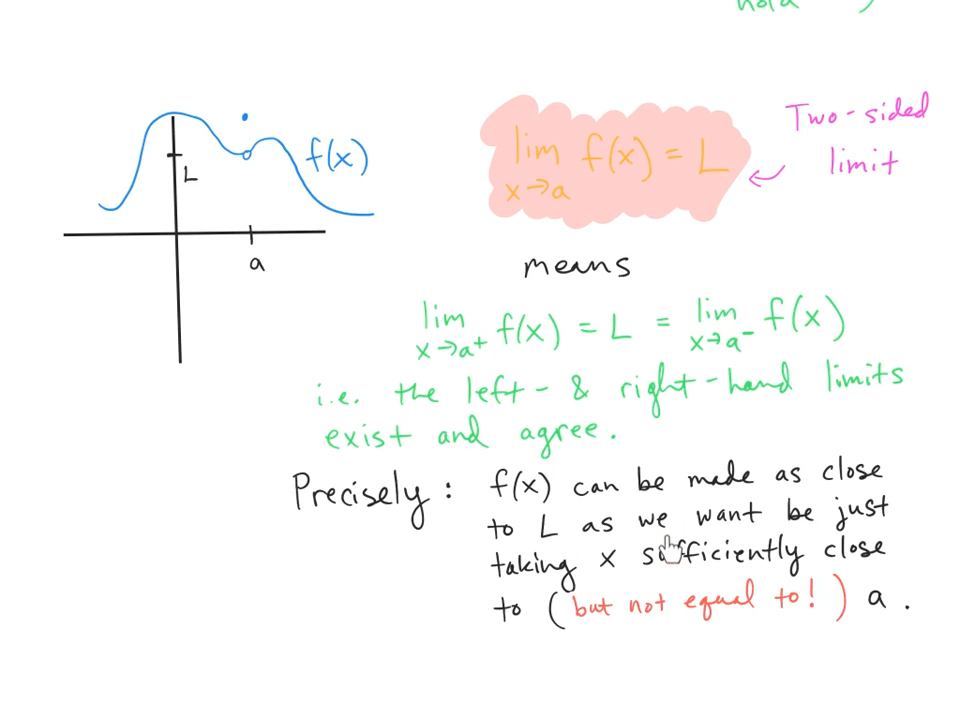 hold )
f(x)
L
a
lim f(x) = L
x→a
Two-sided
limit
means
lim f(x) = L = lim f(x)
x→a⁺ x→a⁻
i.e. the left- & right-hand limits
exist and agree.
Precisely: f(x) can be made as close
to L as we want be just
taking x sufficiently close
to (but not equal to!) a.